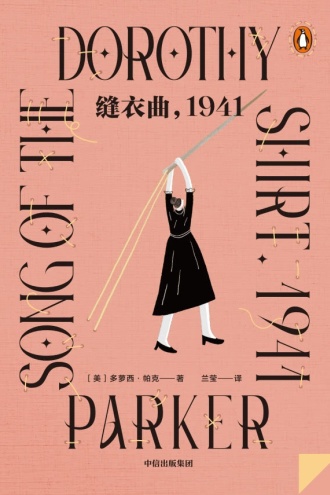 DOROTHY
缝衣曲，1941
SONG OF THE
SHIRT, 1941
[美]多萝西·帕克——著
兰莹——译
PARKER
中信出版集团